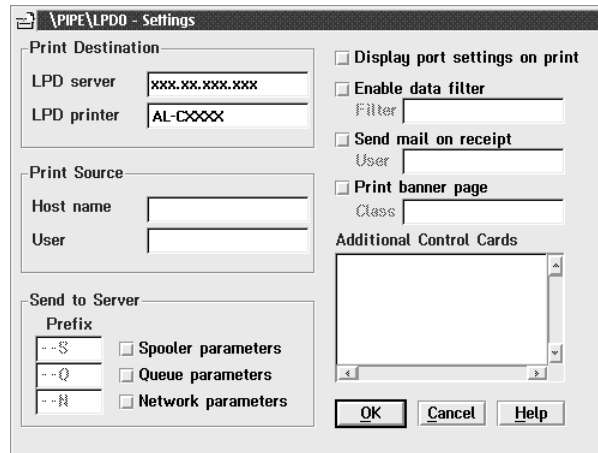 \PIPE\LPD0 - Settings
Print Destination
LPD server xxx.xx.xxx.xxx
LPD printer AL-CXXXX
Print Source
Host name
User
Send to Server
Prefix
--S Spooler parameters
--Q Queue parameters
--N Network parameters
Display port settings on print
Enable data filter
Filter
Send mail on receipt
User
Print banner page
Class
Additional Control Cards
OK Cancel Help